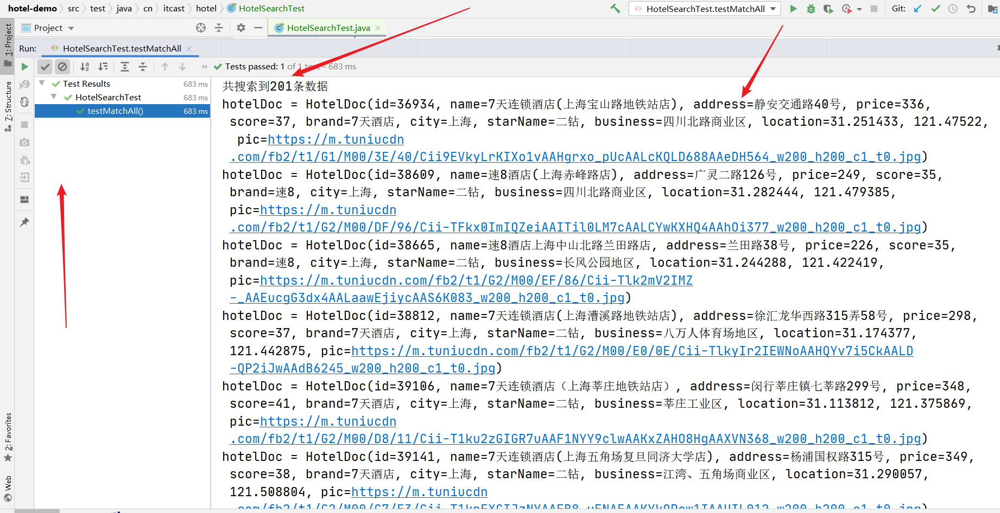 hotel-demo 〉 src 〉 test 〉 java 〉 cn 〉 itcast 〉 hotel 〉 HotelSearchTest
HotelSearchTest.testMatchAll
Git:
1: Project
Project
HotelSearchTest.java
Run:
HotelSearchTest.testMatchAll
Tests passed: 1 of 1 test – 683 ms
Test Results 683 ms
HotelSearchTest 683 ms
testMatchAll() 683 ms
7: Structure
2: Favorites
Web
共搜索到201条数据
hotelDoc = HotelDoc(id=36934, name=7天连锁酒店(上海宝山路地铁站店), address=静安交通路40号, price=336,
score=37, brand=7天酒店, city=上海, starName=二钻, business=四川北路商业区, location=31.251433, 121.47522,
pic=https://m.tuniucdn
.com/fb2/t1/G1/M00/3E/40/Cii9EVkyLrKIXo1vAAHgrxo_pUcAALcKQLD688AAeDH564_w200_h200_c1_t0.jpg)
hotelDoc = HotelDoc(id=38609, name=速8酒店(上海赤峰路店), address=广灵二路126号, price=249, score=35,
brand=速8, city=上海, starName=二钻, business=四川北路商业区, location=31.282444, 121.479385,
pic=https://m.tuniucdn
.com/fb2/t1/G2/M00/DF/96/Cii-TFkx0ImIQZeiAAITil0LM7cAALCYwKXHQ4AAhOi377_w200_h200_c1_t0.jpg)
hotelDoc = HotelDoc(id=38665, name=速8酒店上海中山北路兰田路店, address=兰田路38号, price=226, score=35,
brand=速8, city=上海, starName=二钻, business=长风公园地区, location=31.244288, 121.422419,
pic=https://m.tuniucdn.com/fb2/t1/G2/M00/EF/86/Cii-Tlk2mV2IMZ
-_AAEucgG3dx4AALaawEjiycAAS6K083_w200_h200_c1_t0.jpg)
hotelDoc = HotelDoc(id=38812, name=7天连锁酒店(上海漕溪路地铁站店), address=徐汇龙华西路315弄58号, price=298,
score=37, brand=7天酒店, city=上海, starName=二钻, business=八万人体育场地区, location=31.174377,
121.442875, pic=https://m.tuniucdn.com/fb2/t1/G2/M00/E0/0E/Cii-TlkyIr2IEWNoAAHQYv7i5CkAALD
-QP2iJwAAdB6245_w200_h200_c1_t0.jpg)
hotelDoc = HotelDoc(id=39106, name=7天连锁酒店（上海莘庄地铁站店）, address=闵行莘庄镇七莘路299号, price=348,
score=41, brand=7天酒店, city=上海, starName=二钻, business=莘庄工业区, location=31.113812, 121.375869,
pic=https://m.tuniucdn
.com/fb2/t1/G2/M00/D8/11/Cii-T1ku2zGIGR7uAAF1NYY9clwAAKxZAHO8HgAAXVN368_w200_h200_c1_t0.jpg)
hotelDoc = HotelDoc(id=39141, name=7天连锁酒店(上海五角场复旦同济大学店), address=杨浦国权路315号, price=349,
score=38, brand=7天酒店, city=上海, starName=二钻, business=江湾、五角场商业区, location=31.290057,
121.508804, pic=https://m.tuniucdn